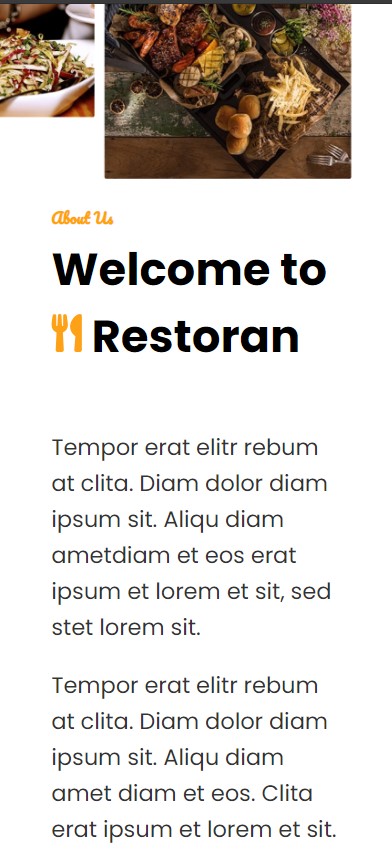 About Us
Welcome to
Restoran
Tempor erat elitr rebum
at clita. Diam dolor diam
ipsum sit. Aliqu diam
ametdiam et eos erat
ipsum et lorem et sit, sed
stet lorem sit.
Tempor erat elitr rebum
at clita. Diam dolor diam
ipsum sit. Aliqu diam
amet diam et eos. Clita
erat ipsum et lorem et sit.